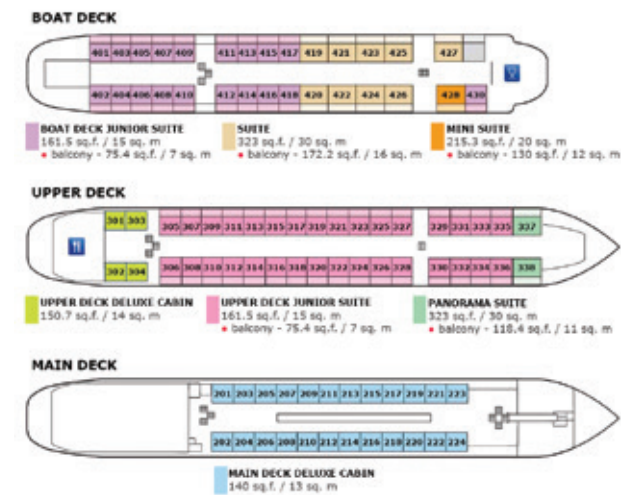 BOAT DECK
401 403 405 407 409 411 413 415 417 419 421 423 425 427
402 404 406 408 410 412 414 416 418 420 422 424 426 428 430
BOAT DECK JUNIOR SUITE
161.5 sq.f. / 15 sq. m
• balcony - 75.4 sq.f. / 7 sq. m
SUITE
323 sq.f. / 30 sq. m
• balcony - 172.2 sq.f. / 16 sq. m
MINI SUITE
215.3 sq.f. / 20 sq. m
• balcony - 130 sq.f. / 12 sq. m
UPPER DECK
301 303 305 307 309 311 313 315 317 319 321 323 325 327 329 331 333 335 337
302 304 306 308 310 312 314 316 318 320 322 324 326 328 330 332 334 336 338
UPPER DECK DELUXE CABIN
150.7 sq.f. / 14 sq. m
UPPER DECK JUNIOR SUITE
161.5 sq.f. / 15 sq. m
• balcony - 75.4 sq.f. / 7 sq. m
PANORAMA SUITE
323 sq.f. / 30 sq. m
• balcony - 118.4 sq.f. / 11 sq. m
MAIN DECK
201 203 205 207 209 211 213 215 217 219 221 223
202 204 206 208 210 212 214 216 218 220 222 224
MAIN DECK DELUXE CABIN
140 sq.f. / 13 sq. m